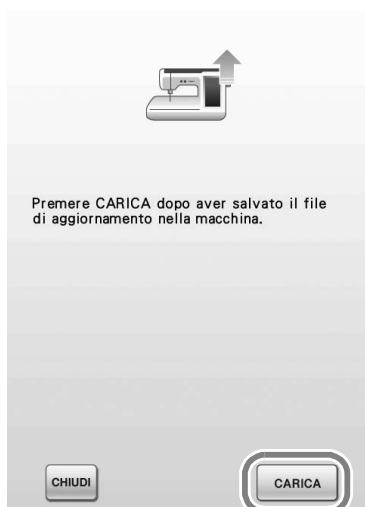 Premere CARICA dopo aver salvato il file
di aggiornamento nella macchina.
CHIUDI
CARICA